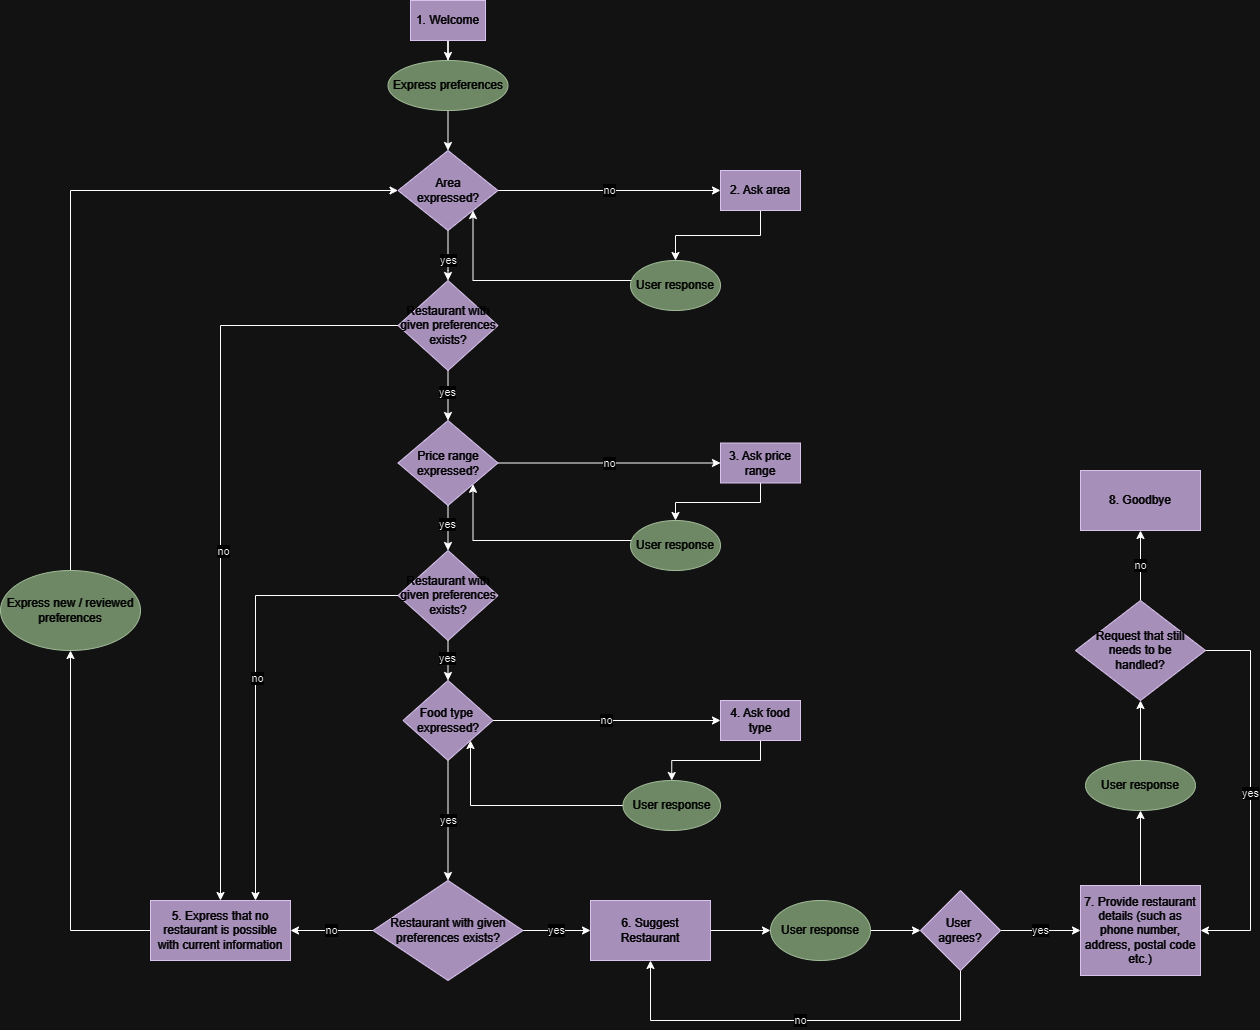 1. Welcome
Express preferences
Area
expressed?
no
2. Ask area
yes
User response
Restaurant with
given preferences
exists?
yes
Price range
expressed?
no
3. Ask price
range
8. Goodbye
yes
User response
no
no
Restaurant with
given preferences
exists?
Express new / reviewed
preferences
Request that still
needs to be
handled?
yes
no
Food type
expressed?
no
4. Ask food
type
User response
User response
yes
yes
5. Express that no
restaurant is possible
with current information
no
Restaurant with given
preferences exists?
yes
6. Suggest
Restaurant
User response
User
agrees?
yes
7. Provide restaurant
details (such as
phone number,
address, postal code
etc.)
no